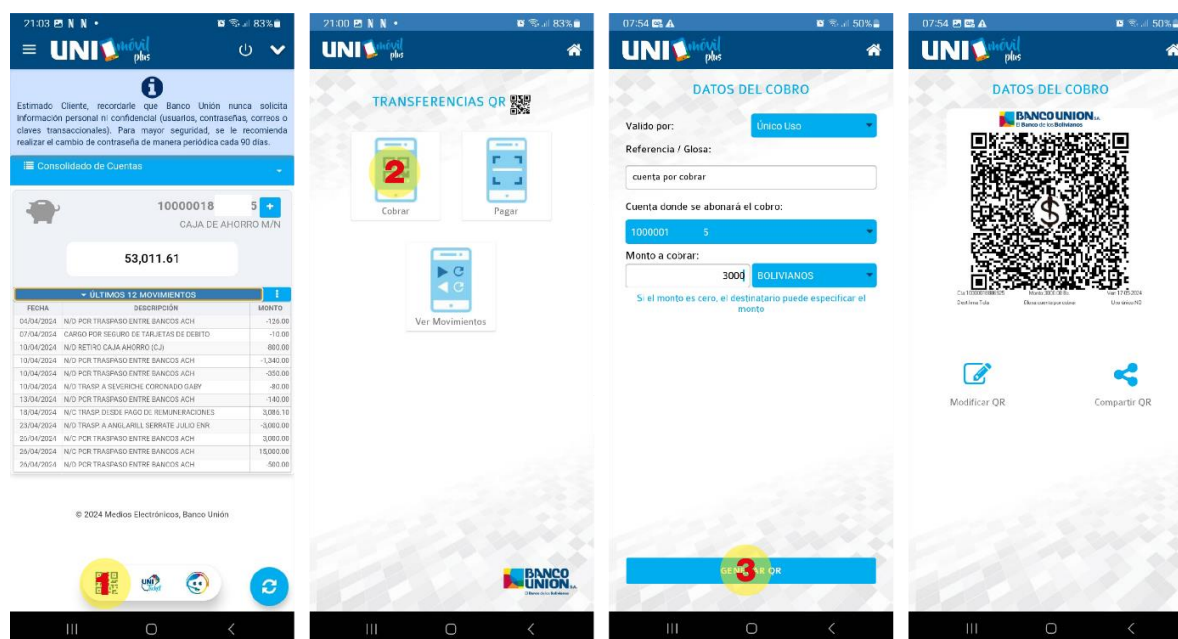 21:03
83%
UNI móvil plus
Estimado Cliente, recordarle que Banco Unión nunca solicita
Información personal ni confidencial (usuarios, contraseñas, correos o
claves transaccionales). Para mayor seguridad, se le recomienda
realizar el cambio de contraseña de manera periódica cada 90 días.
Consolidado de Cuentas
10000018 5 +
CAJA DE AHORRO M/N
53,011.61
ÚLTIMOS 12 MOVIMIENTOS
FECHA DESCRIPCIÓN MONTO
04/04/2024 N/D POR TRASPASO ENTRE BANCOS ACH -126.00
07/04/2024 CARGO POR SEGURO DE TARJETAS DE DEBITO -10.00
10/04/2024 N/D RETIRO CAJA AHORRO (CJ) 800.00
10/04/2024 N/D POR TRASPASO ENTRE BANCOS ACH -1,340.00
10/04/2024 N/D POR TRASPASO ENTRE BANCOS ACH -350.00
10/04/2024 N/D TRASP. A SEVERICHE CORONADO GABY -80.00
13/04/2024 N/D POR TRASPASO ENTRE BANCOS ACH -140.00
18/04/2024 N/C TRASP. DESDE PAGO DE REMUNERACIONES 3,086.10
23/04/2024 N/D TRASP. A ANGLARILL SERRATE JULIO ENR -3,000.00
25/04/2024 N/C POR TRASPASO ENTRE BANCOS ACH 3,000.00
26/04/2024 N/C POR TRASPASO ENTRE BANCOS ACH 15,000.00
26/04/2024 N/D POR TRASPASO ENTRE BANCOS ACH -500.00
© 2024 Medios Electrónicos, Banco Unión
1
UNI
21:00
83%
UNI móvil plus
TRANSFERENCIAS QR
2
Cobrar
Pagar
Ver Movimientos
BANCO UNION S.A.
El Banco de los Bolivianos
07:54
50%
UNI móvil plus
DATOS DEL COBRO
Valido por: Único Uso
Referencia / Glosa:
cuenta por cobrar
Cuenta donde se abonará el cobro:
1000001 5
Monto a cobrar:
3000 BOLIVIANOS
Si el monto es cero, el destinatario puede especificar el
monto
3
07:54
50%
UNI móvil plus
DATOS DEL COBRO
BANCO UNION S.A.
El Banco de los Bolivianos
$
Modificar QR
Compartir QR